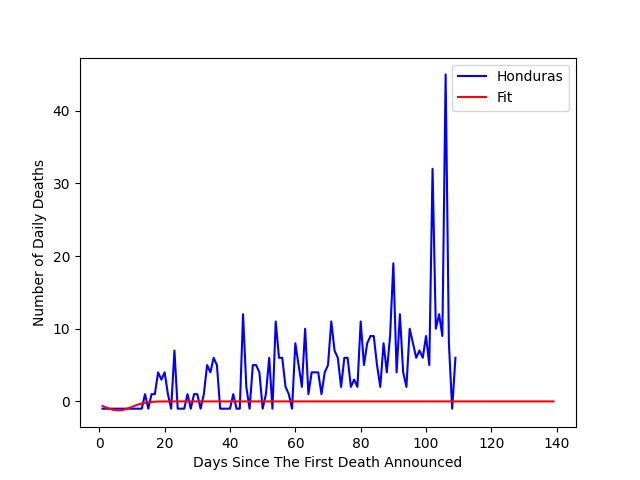 Honduras
Fit
Number of Daily Deaths
40
30
20
10
0
0 20 40 60 80 100 120 140
Days Since The First Death Announced